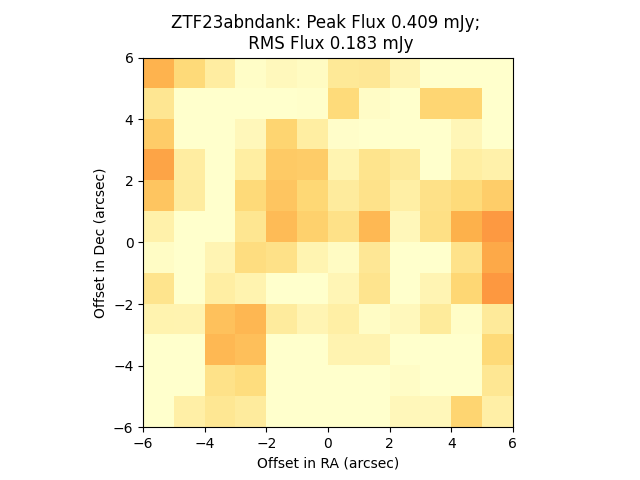 ZTF23abndank: Peak Flux 0.409 mJy;
RMS Flux 0.183 mJy
6
4
2
0
−2
−4
−6
Offset in Dec (arcsec)
−6 −4 −2 0 2 4 6
Offset in RA (arcsec)